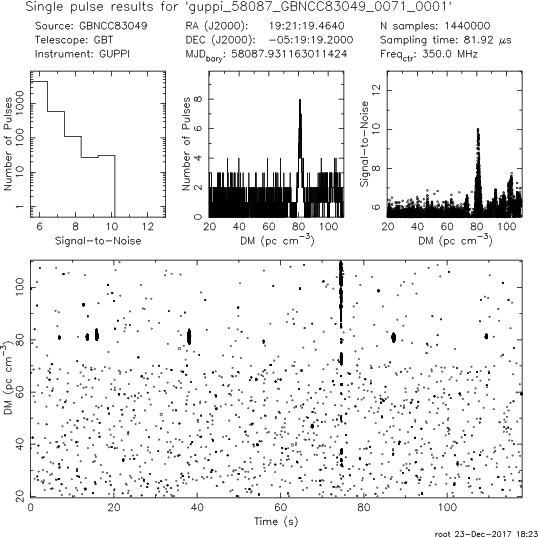 Single pulse results for 'guppi_58087_GBNCC83049_0071_0001'
Source: GBNCC83049 RA (J2000): 19:21:19.4640 N samples: 1440000
Telescope: GBT DEC (J2000): −05:19:19.2000 Sampling time: 81.92 μs
Instrument: GUPPI MJDbary: 58087.931163011424 Freqctr: 350.0 MHz
Number of Pulses
1 10 100 1000
6 8 10 12
Signal-to-Noise
Number of Pulses
0 2 4 6 8
20 40 60 80 100
DM (pc cm−3)
Signal-to-Noise
6 8 10 12
20 40 60 80 100
DM (pc cm−3)
DM (pc cm−3)
20 40 60 80 100
0 20 40 60 80 100
Time (s)
root 23-Dec-2017 18:23